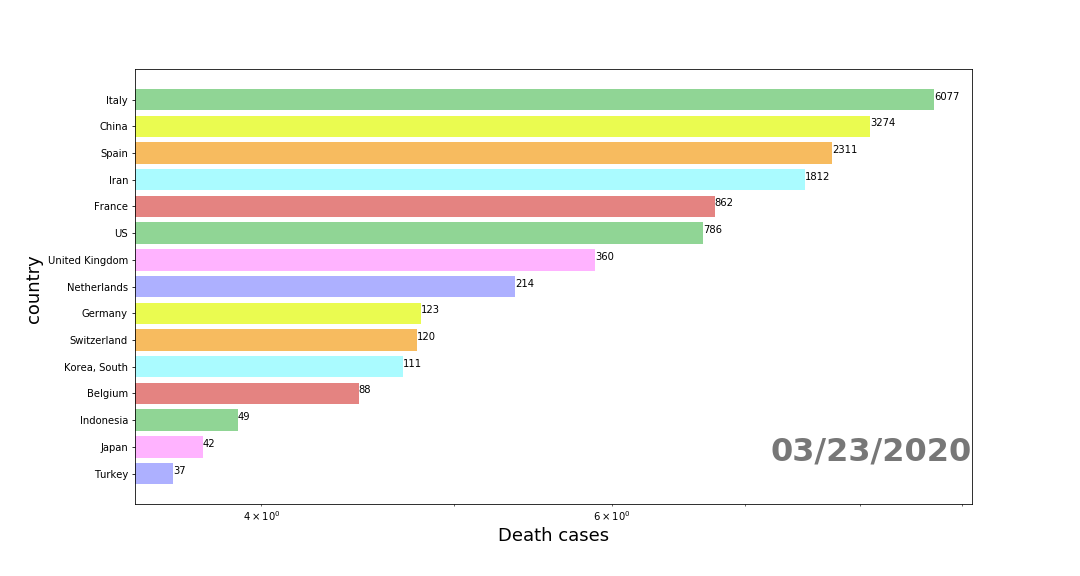 Italy 6077
China 3274
Spain 2311
Iran 1812
France 862
US 786
United Kingdom 360
Netherlands 214
Germany 123
Switzerland 120
Korea, South 111
Belgium 88
Indonesia 49
Japan 42
Turkey 37
country
03/23/2020
4 × 10⁰ 6 × 10⁰
Death cases